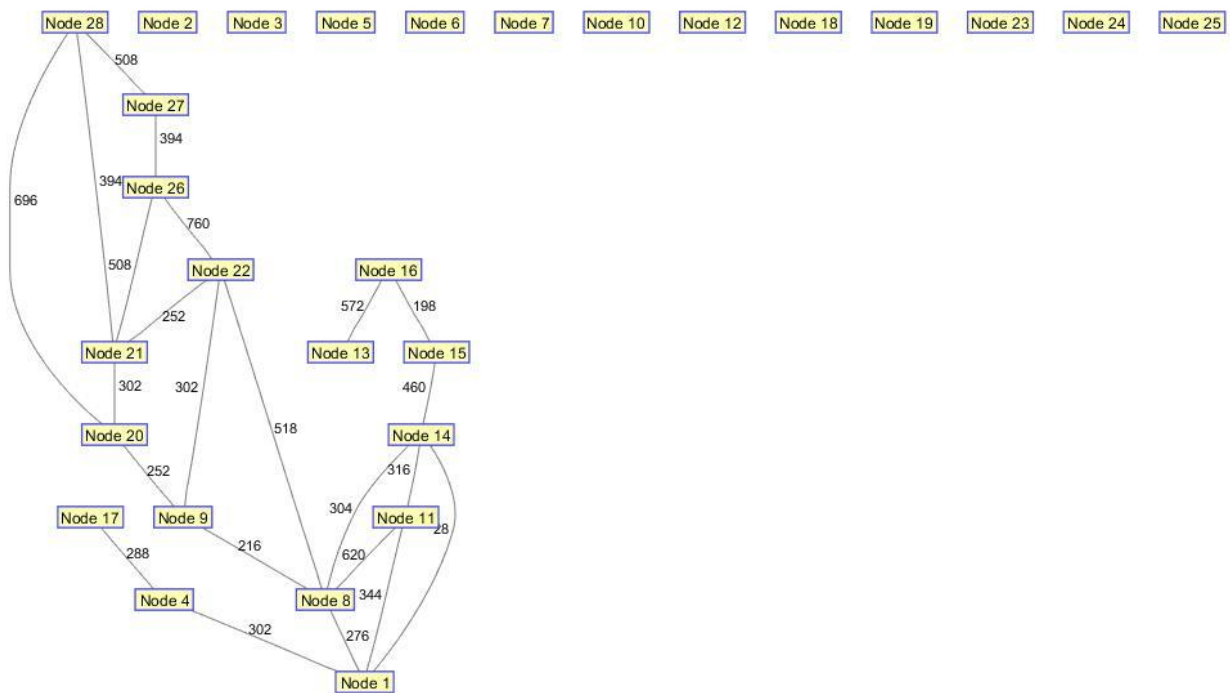 Node 28
Node 2
Node 3
Node 5
Node 6
Node 7
Node 10
Node 12
Node 18
Node 19
Node 23
Node 24
Node 25
508
Node 27
394
394
Node 26
696
760
508
Node 22
Node 16
252
572
198
Node 21
Node 13
Node 15
302
302
460
Node 20
518
Node 14
252
316
304
Node 17
Node 9
Node 11
28
288
216
620
Node 4
Node 8
344
302
276
Node 1